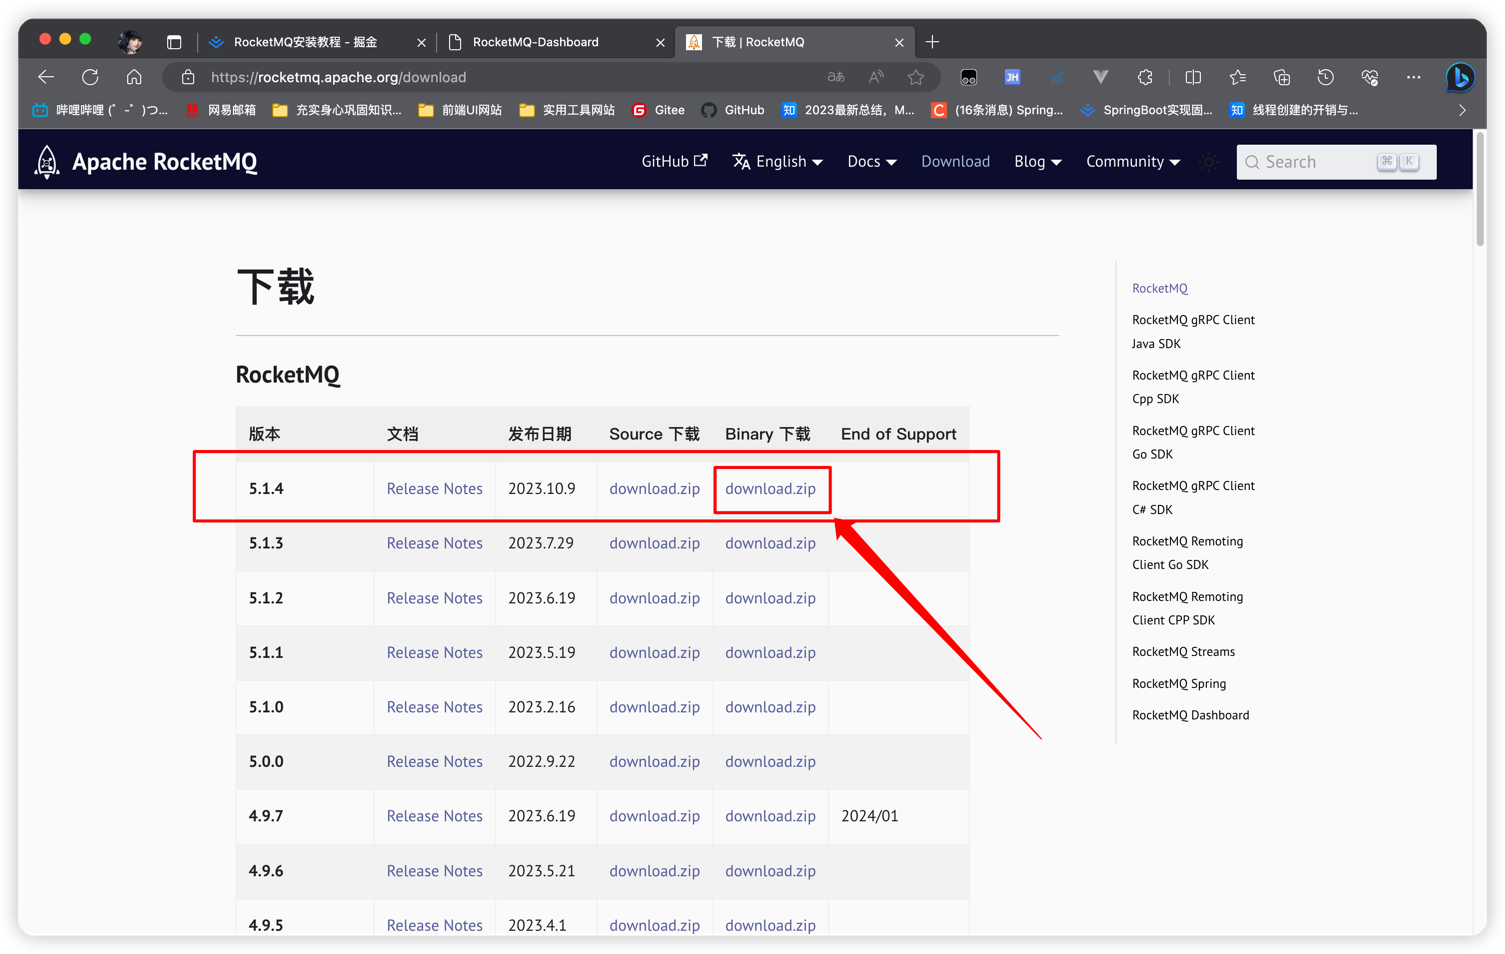 RocketMQ安装教程 - 掘金
RocketMQ-Dashboard
下载 | RocketMQ
https://rocketmq.apache.org/download
哔哩哔哩 (゜-゜)つ...
网易邮箱
充实身心巩固知识...
前端UI网站
实用工具网站
Gitee
GitHub
2023最新总结，M...
(16条消息) Spring...
SpringBoot实现固...
线程创建的开销与...
Apache RocketMQ
GitHub
English
Docs
Download
Blog
Community
Search
⌘ K
下载
RocketMQ
版本 文档 发布日期 Source 下载 Binary 下载 End of Support
5.1.4 Release Notes 2023.10.9 download.zip download.zip
5.1.3 Release Notes 2023.7.29 download.zip download.zip
5.1.2 Release Notes 2023.6.19 download.zip download.zip
5.1.1 Release Notes 2023.5.19 download.zip download.zip
5.1.0 Release Notes 2023.2.16 download.zip download.zip
5.0.0 Release Notes 2022.9.22 download.zip download.zip
4.9.7 Release Notes 2023.6.19 download.zip download.zip 2024/01
4.9.6 Release Notes 2023.5.21 download.zip download.zip
4.9.5 Release Notes 2023.4.1 download.zip download.zip
RocketMQ
RocketMQ gRPC Client
Java SDK
RocketMQ gRPC Client
Cpp SDK
RocketMQ gRPC Client
Go SDK
RocketMQ gRPC Client
C# SDK
RocketMQ Remoting
Client Go SDK
RocketMQ Remoting
Client CPP SDK
RocketMQ Streams
RocketMQ Spring
RocketMQ Dashboard